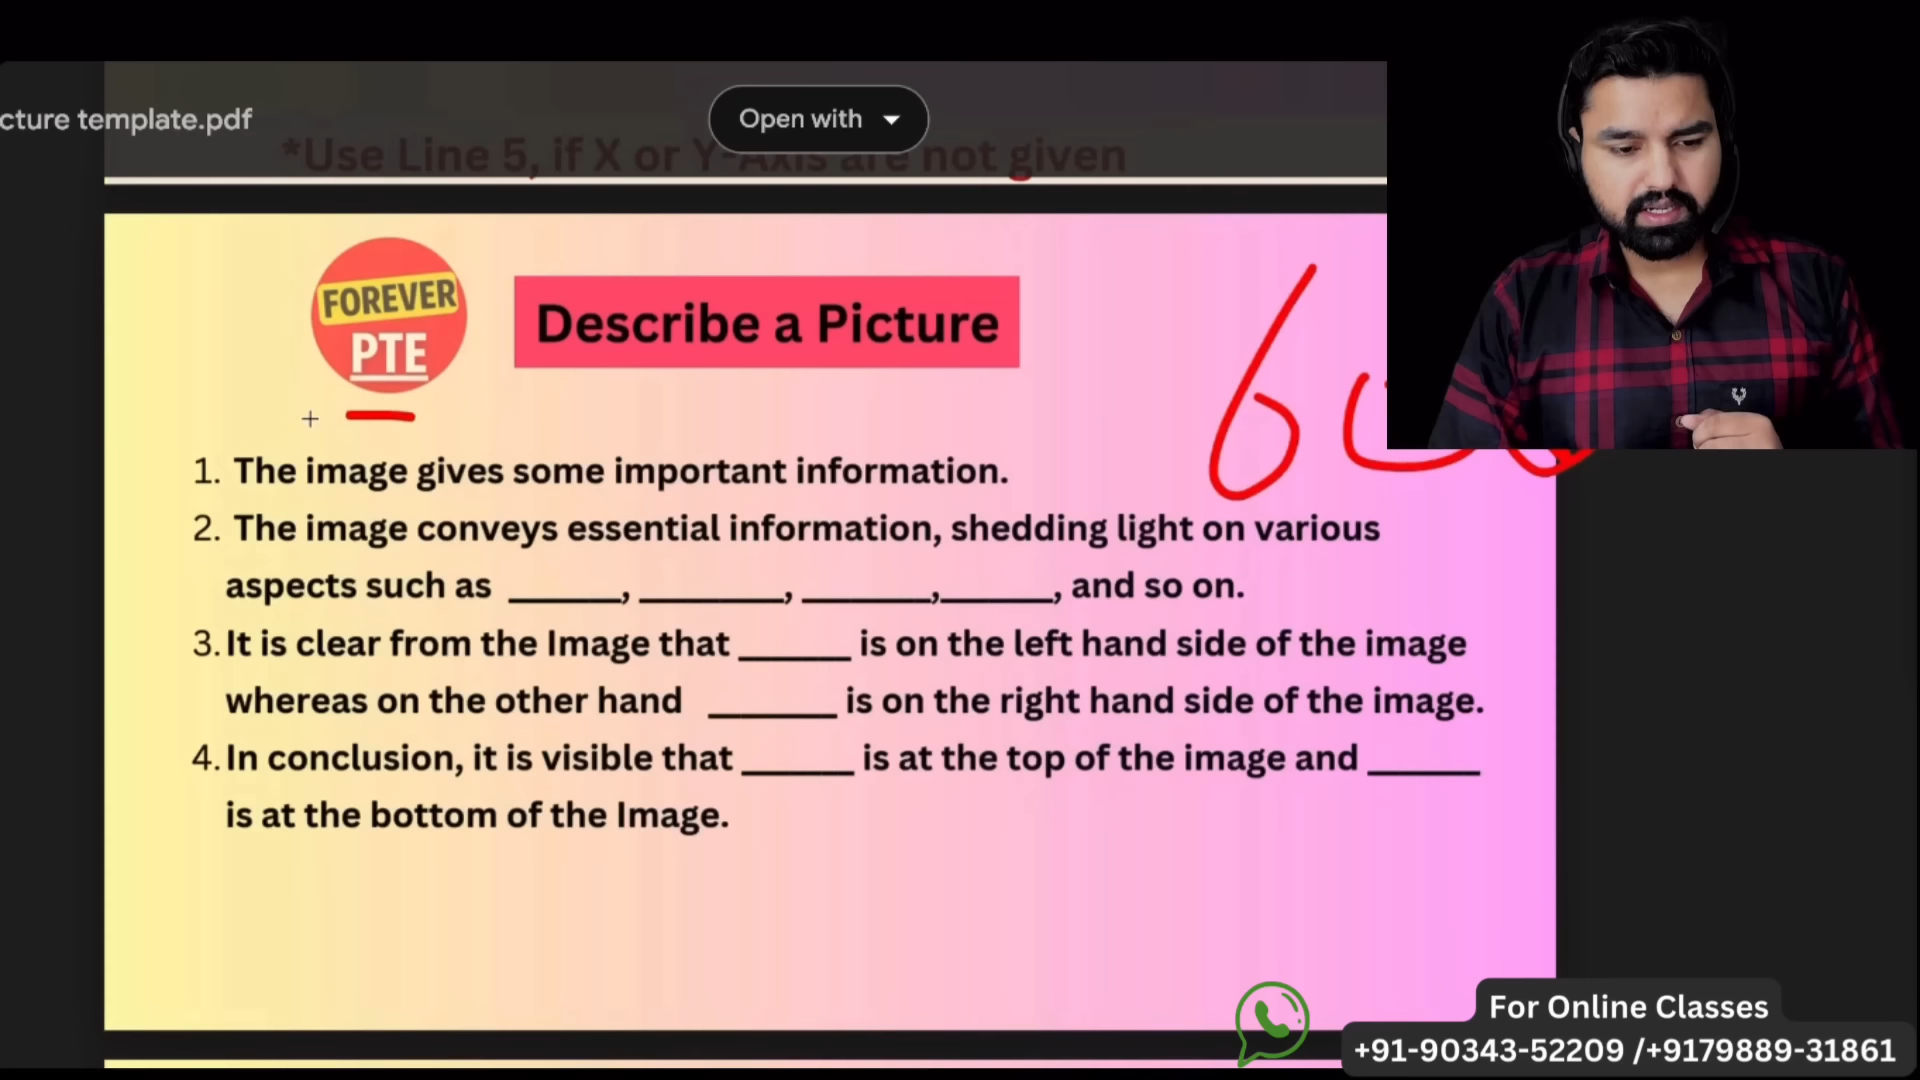 cture template.pdf
Open with
*Use Line 5, if X or Y-Axis are not given
FOREVER
PTE
Describe a Picture
1. The image gives some important information.
2. The image conveys essential information, shedding light on various
aspects such as ______, ________, _______,______, and so on.
3. It is clear from the Image that ______ is on the left hand side of the image
whereas on the other hand _______ is on the right hand side of the image.
4. In conclusion, it is visible that ______ is at the top of the image and ______
is at the bottom of the Image.
For Online Classes
+91-90343-52209 /+9179889-31861